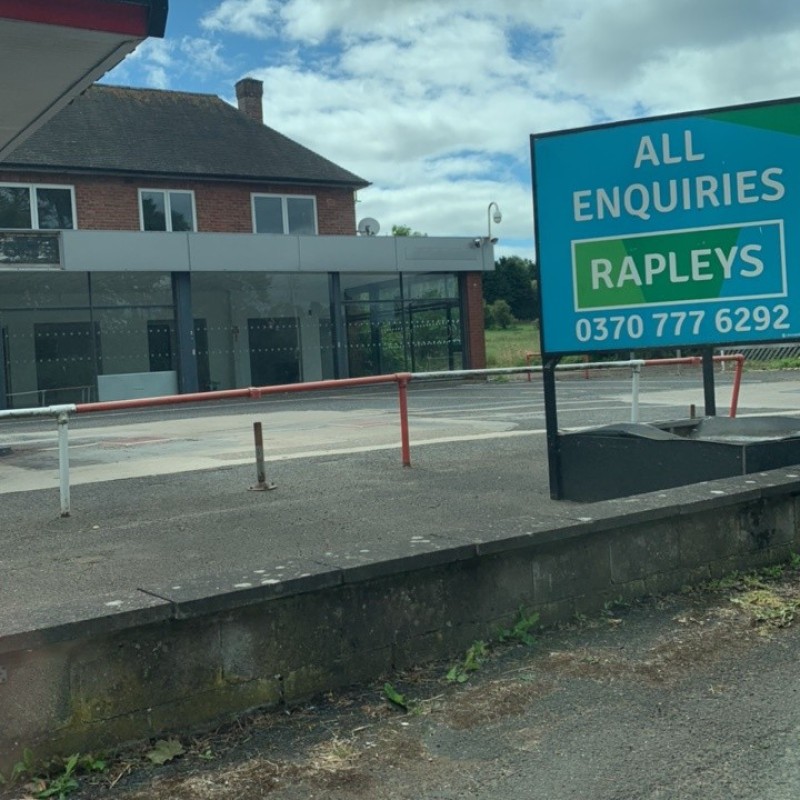 ALL
ENQUIRIES
RAPLEYS
0370 777 6292